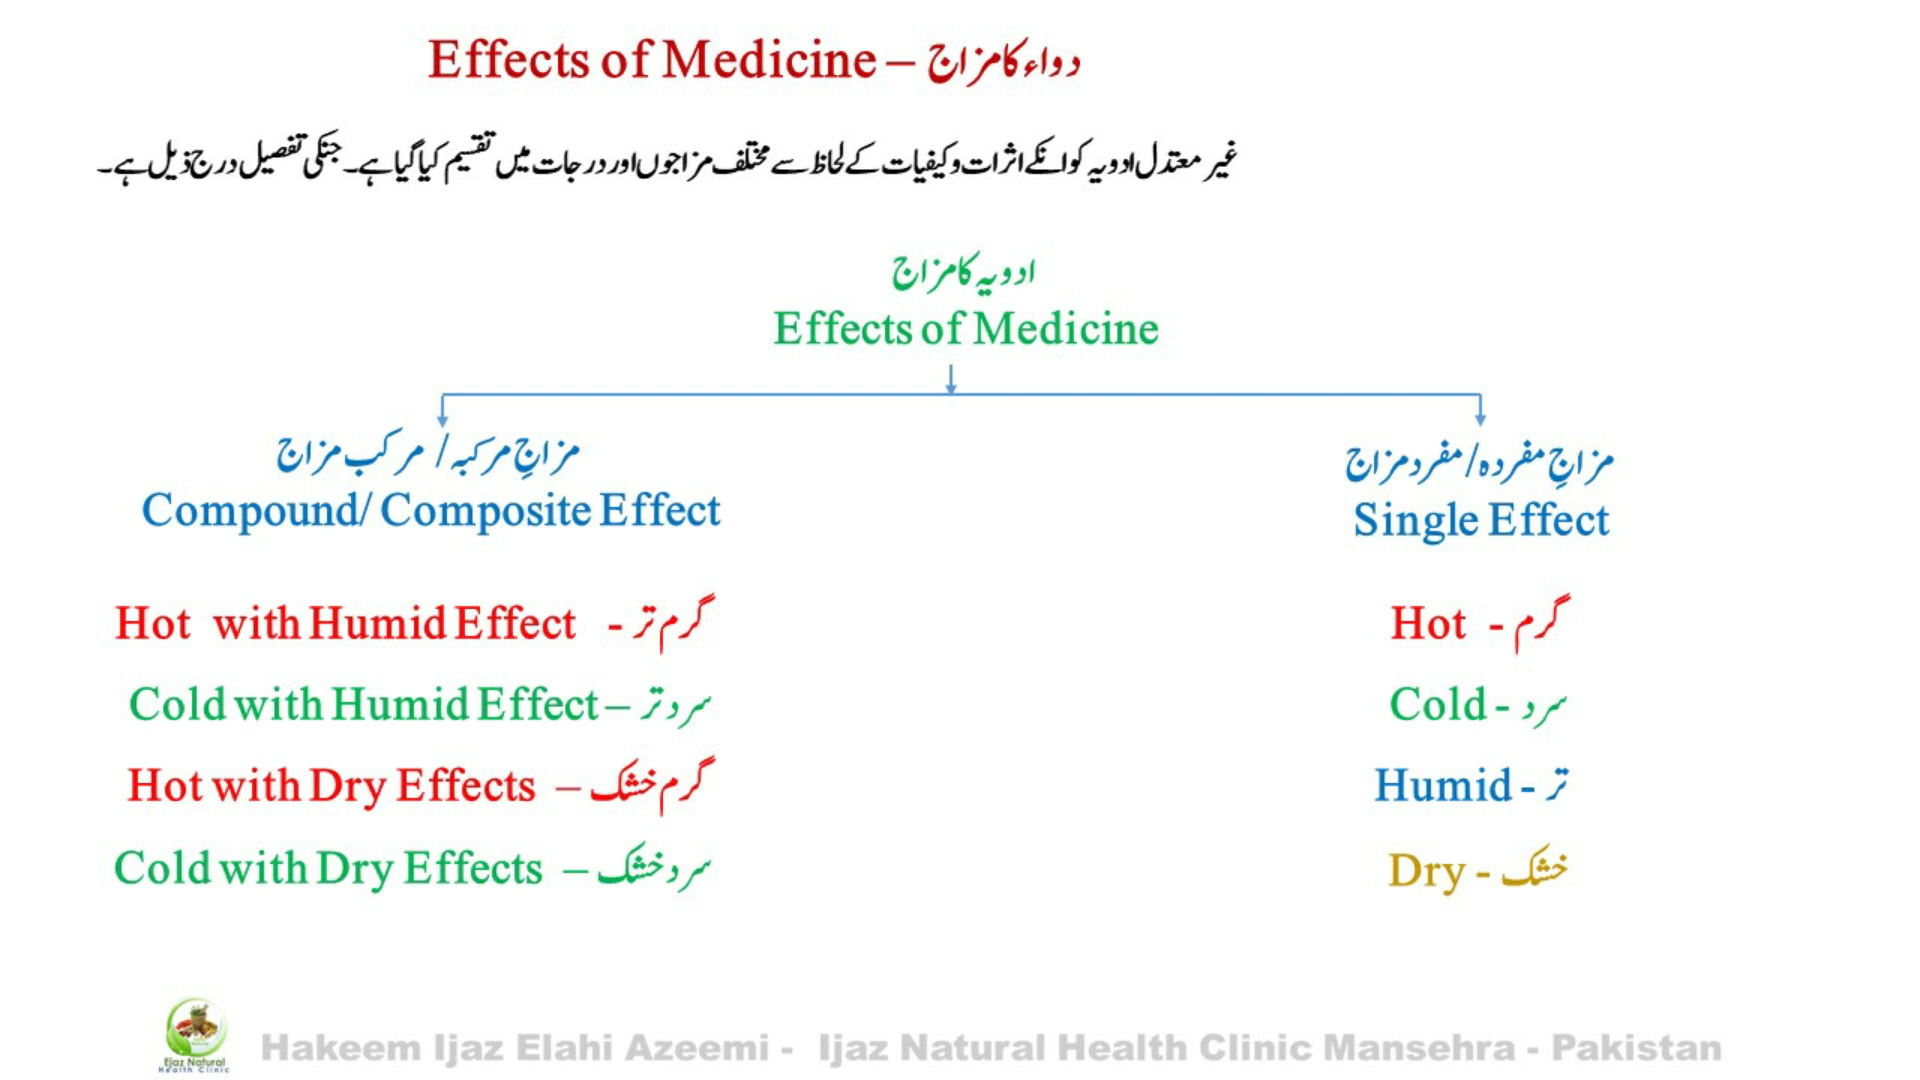 Effects of Medicine – دواء کا مزاج
غیر معتدل ادویہ کو انکے اثرات و کیفیات کے لحاظ سے مختلف مزاجوں اور درجات میں تقسیم کیا گیا ہے۔ جنکی تفصیل درج ذیل ہے۔
ادویہ کا مزاج
Effects of Medicine
مزاجِ مرکبہ / مرکب مزاج
Compound/ Composite Effect
Hot with Humid Effect - گرم تر
Cold with Humid Effect – سرد تر
Hot with Dry Effects – گرم خشک
Cold with Dry Effects – سرد خشک
مزاجِ مفردہ/ مفرد مزاج
Single Effect
Hot - گرم
Cold - سرد
Humid - تر
Dry - خشک
Ejaz Natural
Health Clinic
Hakeem Ijaz Elahi Azeemi - Ijaz Natural Health Clinic Mansehra - Pakistan